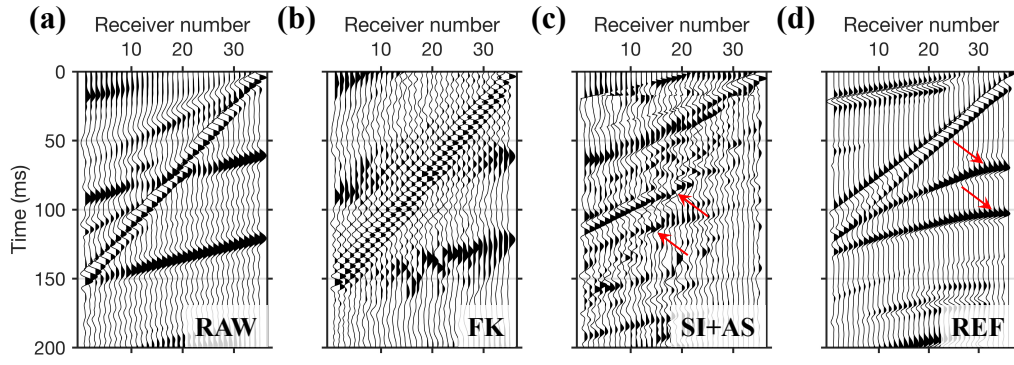 (a) Receiver number (b) Receiver number (c) Receiver number (d) Receiver number
10 20 30 10 20 30 10 20 30 10 20 30
0
50
100
150
200
Time (ms)
RAW FK SI+AS REF